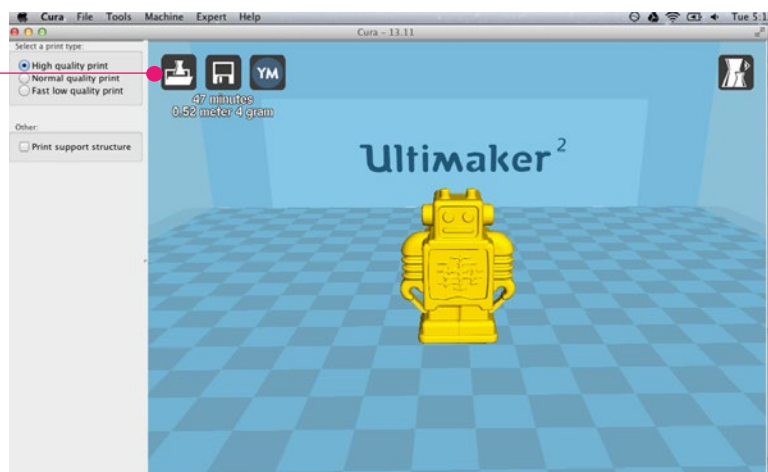 Cura File Tools Machine Expert Help Tue 5:1
Cura - 13.11
Select a print type:
High quality print
Normal quality print
Fast low quality print
Other:
Print support structure
YM
47 minutes
0.52 meter 4 gram
Ultimaker 2